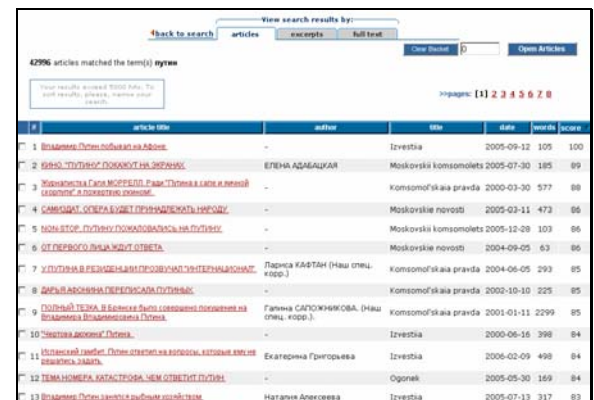 View search results by:
back to search articles excerpts full text
Clear Basket 0 Open Articles
42996 articles matched the term(s) путин
Your results exceed 5000 hits. To
sort results, please, narrow your
search.
>>pages: [1] 2 3 4 5 6 7 8
# article title author title date words score
1 Владимир Путин побывал на Афоне. - Izvestia 2005-09-12 105 100
2 КИНО. "ПУТИНУ" ПОКАЖУТ НА ЭКРАНАХ. ЕЛЕНА АДАБАЦКАЯ Moskovskii komsomolets 2005-07-30 185 89
3 Журналистка Галя МОРРЕЛЛ. Ради "Путина в сале и яичной
скорлупе" я пожертвую ужином!. - Komsomol'skaia pravda 2000-03-30 577 88
4 САМИЗДАТ. ОПЕРА БУДЕТ ПРИНАДЛЕЖАТЬ НАРОДУ. - Moskovskie novosti 2005-03-11 473 86
5 NON-STOP. ПУТИНУ ПОЖАЛОВАЛИСЬ НА ПУТИНУ. - Moskovskii komsomolets 2005-12-28 103 86
6 ОТ ПЕРВОГО ЛИЦА ЖДУТ ОТВЕТА. - Moskovskie novosti 2004-09-05 63 86
7 У ПУТИНА В РЕЗИДЕНЦИИ ПРОЗВУЧАЛ "ИНТЕРНАЦИОНАЛ". Лариса КАФТАН (Наш спец.
корр.) Komsomol'skaia pravda 2004-06-05 293 85
8 ДАРЬЯ АФОНИНА ПЕРЕПИСАЛА ПУТИНЫХ. - Komsomol'skaia pravda 2002-10-10 225 85
9 ПОЛНЫЙ ТЕЗКА. В Брянске было совершено покушение на
Владимира Владимировича Путина. Галина САПОЖНИКОВА. (Наш
спец. корр.). Komsomol'skaia pravda 2001-01-11 2299 85
10 "Чертова дюжина" Путина. - Izvestia 2000-06-16 398 84
11 Испанский гамбит. Путин ответил на вопросы, которые ему не
решались задать. Екатерина Григорьева Izvestia 2006-02-09 498 84
12 ТЕМА НОМЕРА. КАТАСТРОФА. ЧЕМ ОТВЕТИТ ПУТИН. - Ogonek 2005-05-30 169 84
13 Владимир Путин занялся рыбным хозяйством. Наталия Алексеева Izvestia 2005-07-13 317 83